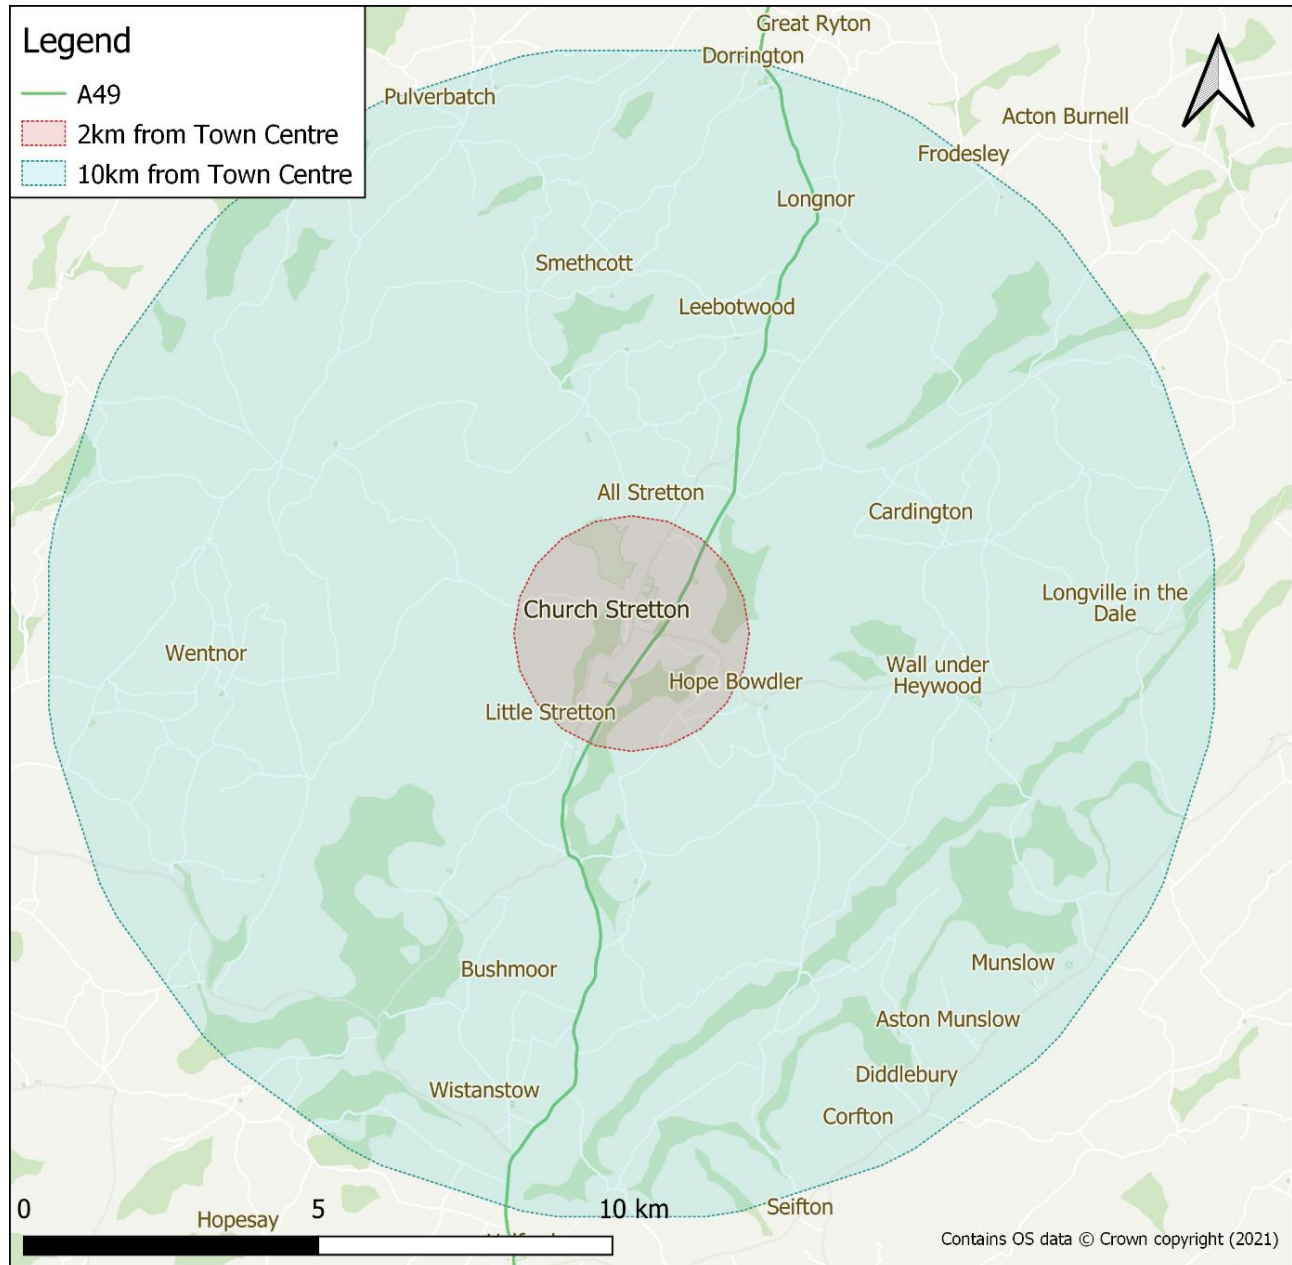 Legend
A49
2km from Town Centre
10km from Town Centre
Great Ryton
Dorrington
Pulverbatch
Acton Burnell
Frodesley
Longnor
Smethcott
Leebotwood
All Stretton
Cardington
Longville in the
Dale
Church Stretton
Wentnor
Wall under
Heywood
Hope Bowdler
Little Stretton
Bushmoor
Munslow
Aston Munslow
Diddlebury
Wistanstow
Corfton
Seifton
Hopesay
0 5 10 km
Contains OS data © Crown copyright (2021)